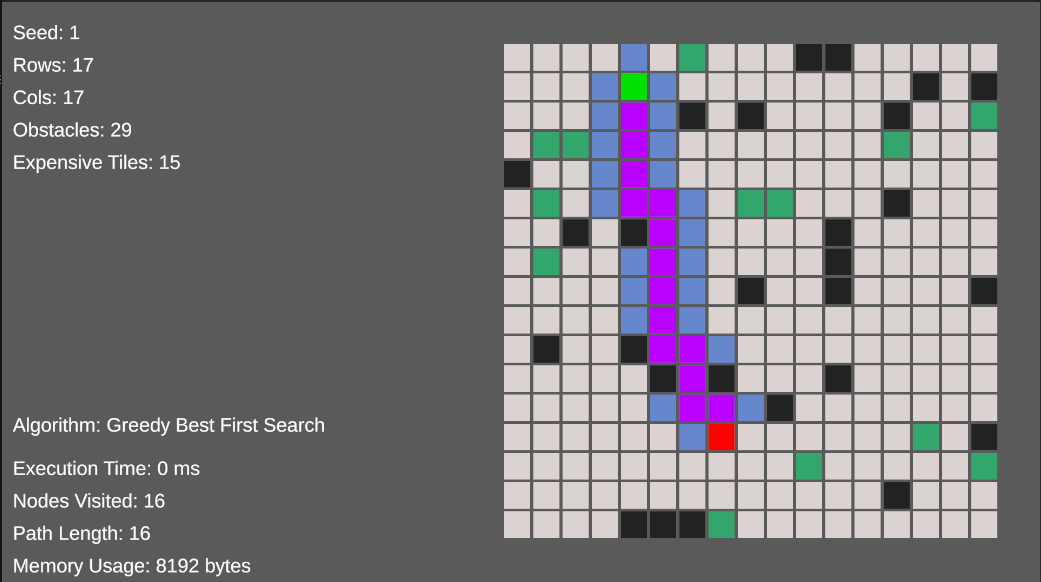 Seed: 1
Rows: 17
Cols: 17
Obstacles: 29
Expensive Tiles: 15
Algorithm: Greedy Best First Search
Execution Time: 0 ms
Nodes Visited: 16
Path Length: 16
Memory Usage: 8192 bytes